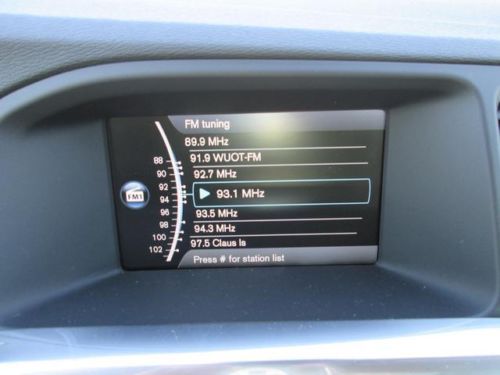 FM tuning
89.9 MHz
91.9 WUOT-FM
92.7 MHz
93.1 MHz
93.5 MHz
94.3 MHz
97.5 Claus Is
Press # for station list
88
90
92
94
96
98
100
102
FM1